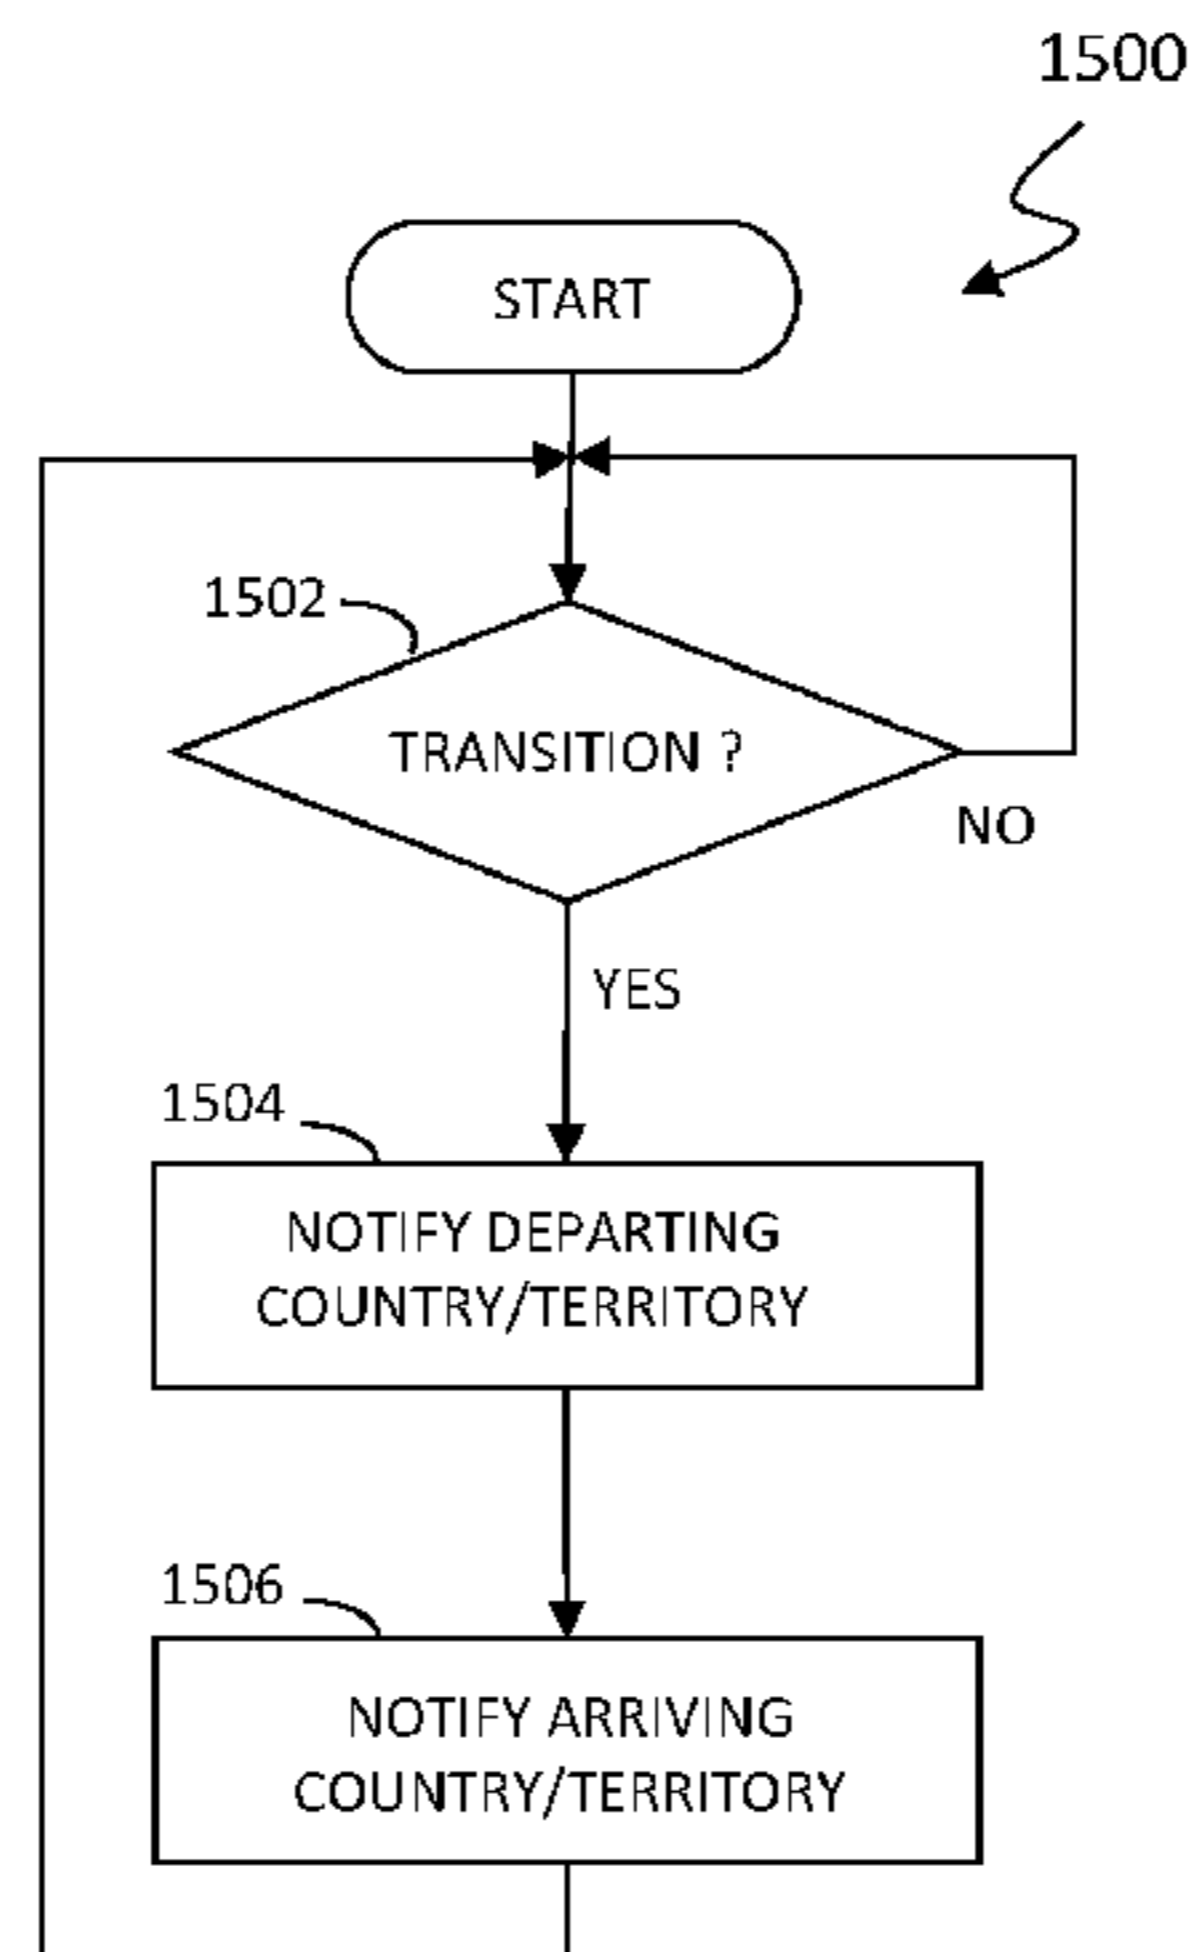 1500
START
1502
TRANSITION ?
NO
YES
1504
NOTIFY DEPARTING
COUNTRY/TERRITORY
1506
NOTIFY ARRIVING
COUNTRY/TERRITORY